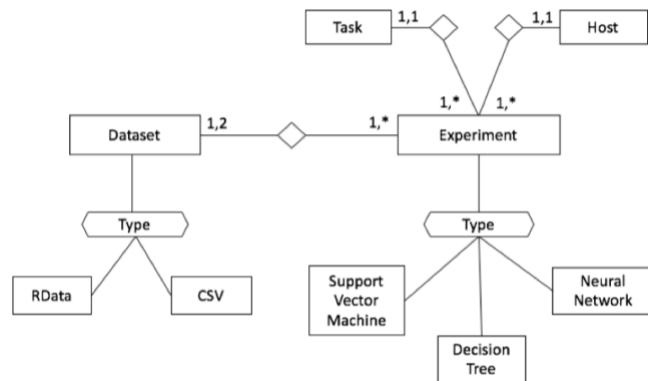 Task
1,1
1,1
Host
1,*
1,*
Dataset
1,2
1,*
Experiment
Type
Type
RData
CSV
Support
Vector
Machine
Decision
Tree
Neural
Network